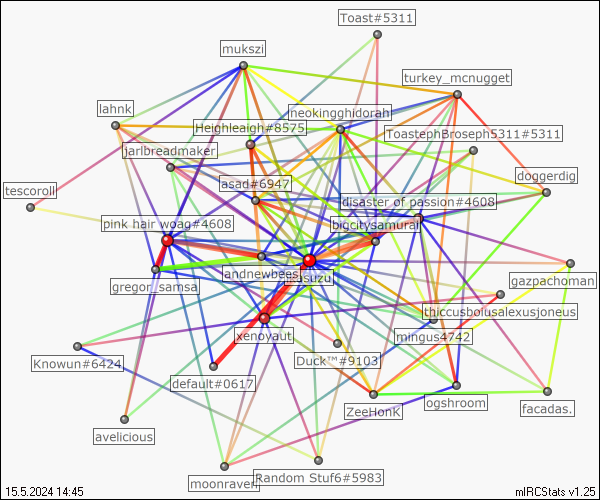 Toast#5311
mukszi
turkey_mcnugget
lahnk
neokingghidorah
Heighleaigh#8575
ToastephBroseph5311#5311
jarlbreadmaker
asad#6947
doggerdig
tescoroll
disaster of passion#4608
pink hair woag#4608
bigcitysamurai
landnewbees
gregor_samsa
gazpachoman
thiccusbolusalexusjoneus
xenoyaut
mingus4742
Knowun#6424
Duck™#9103
default#0617
ZeeHonK
ogshroom
facadas.
avelicious
moonraven
Random Stuf6#5983
15.5.2024 14:45
mIRCStats v1.25